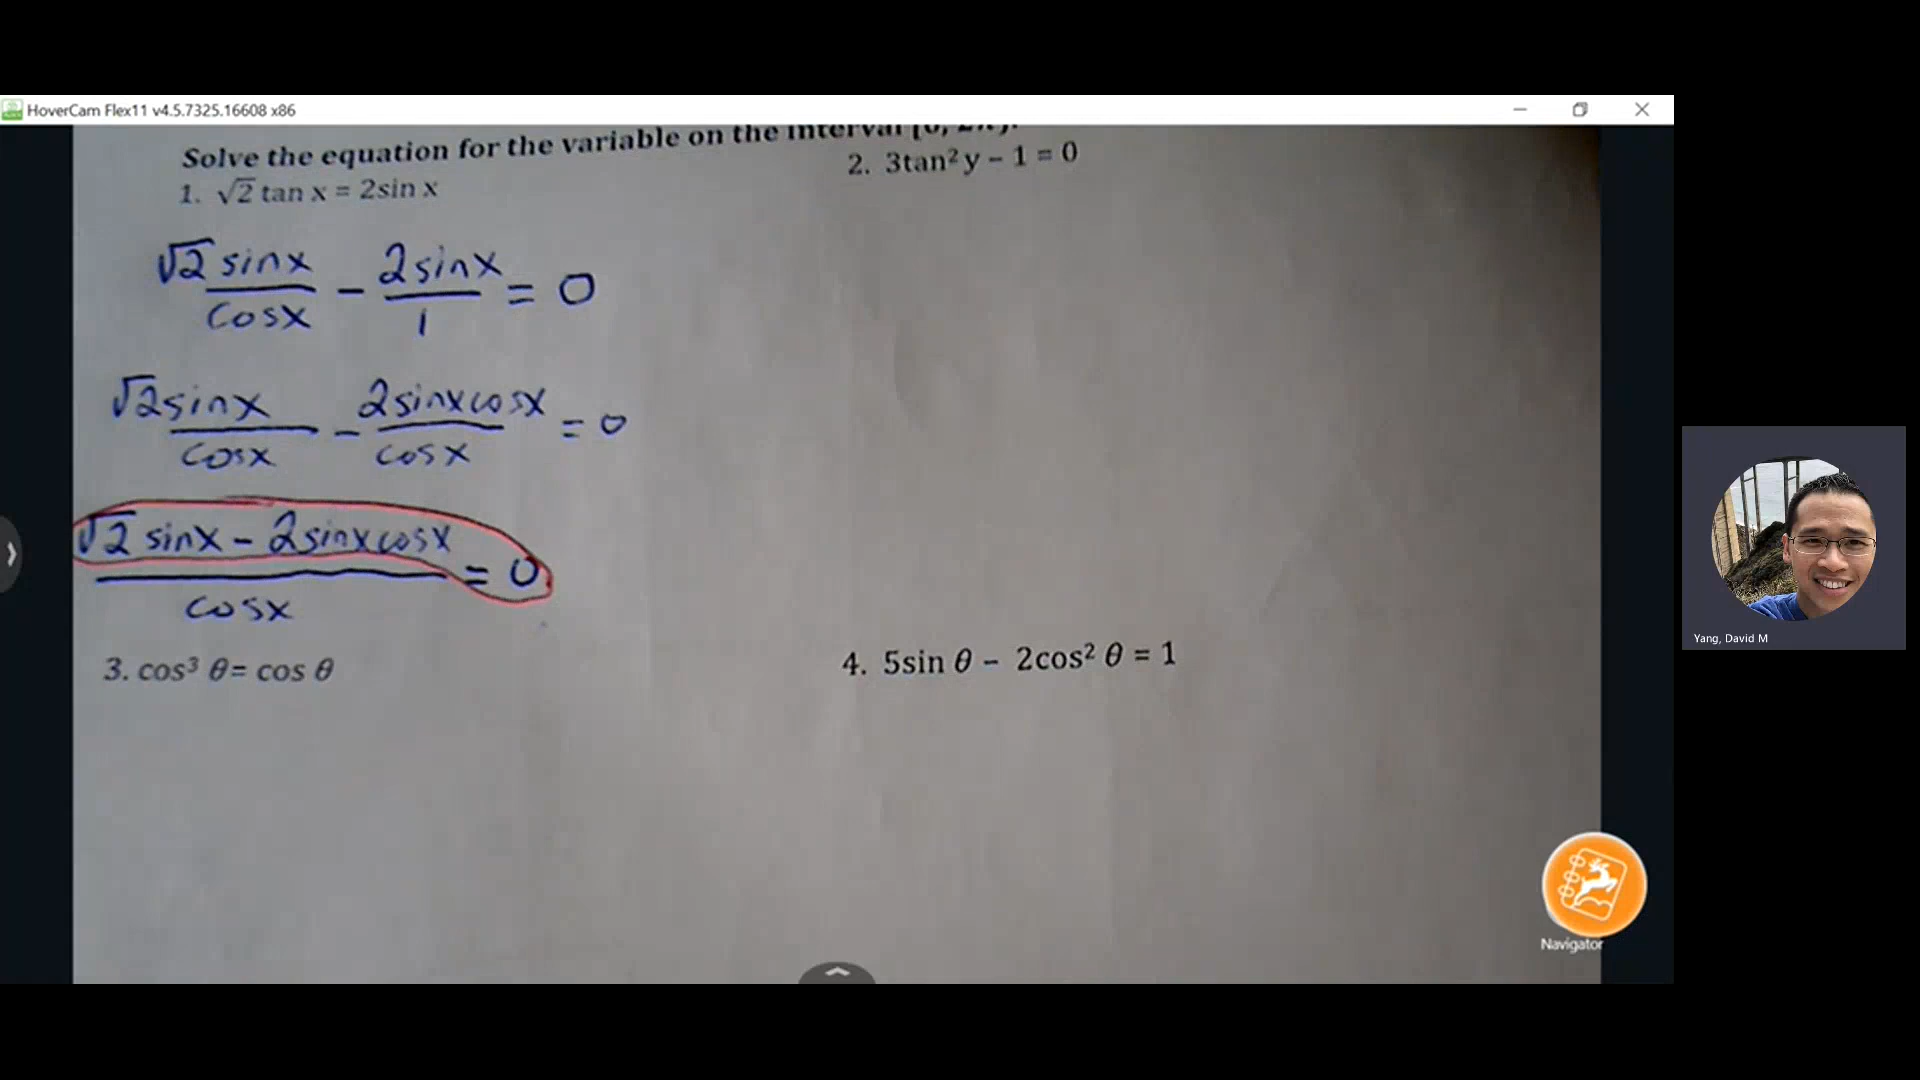 HoverCam Flex11 v4.5.7325.16608 x86
Solve the equation for the variable on the interval
1. √2 tan x = 2sin x
2. 3tan² y − 1 = 0
√2 sinx/cosx − 2sinx/1 = 0
√2sinx/cosx − 2sinxcosx/cosx = 0
√2 sinx − 2sinxcosx/cosx = 0
3. cos³ θ= cos θ
4. 5sin θ − 2cos² θ = 1
Yang, David M
Navigator